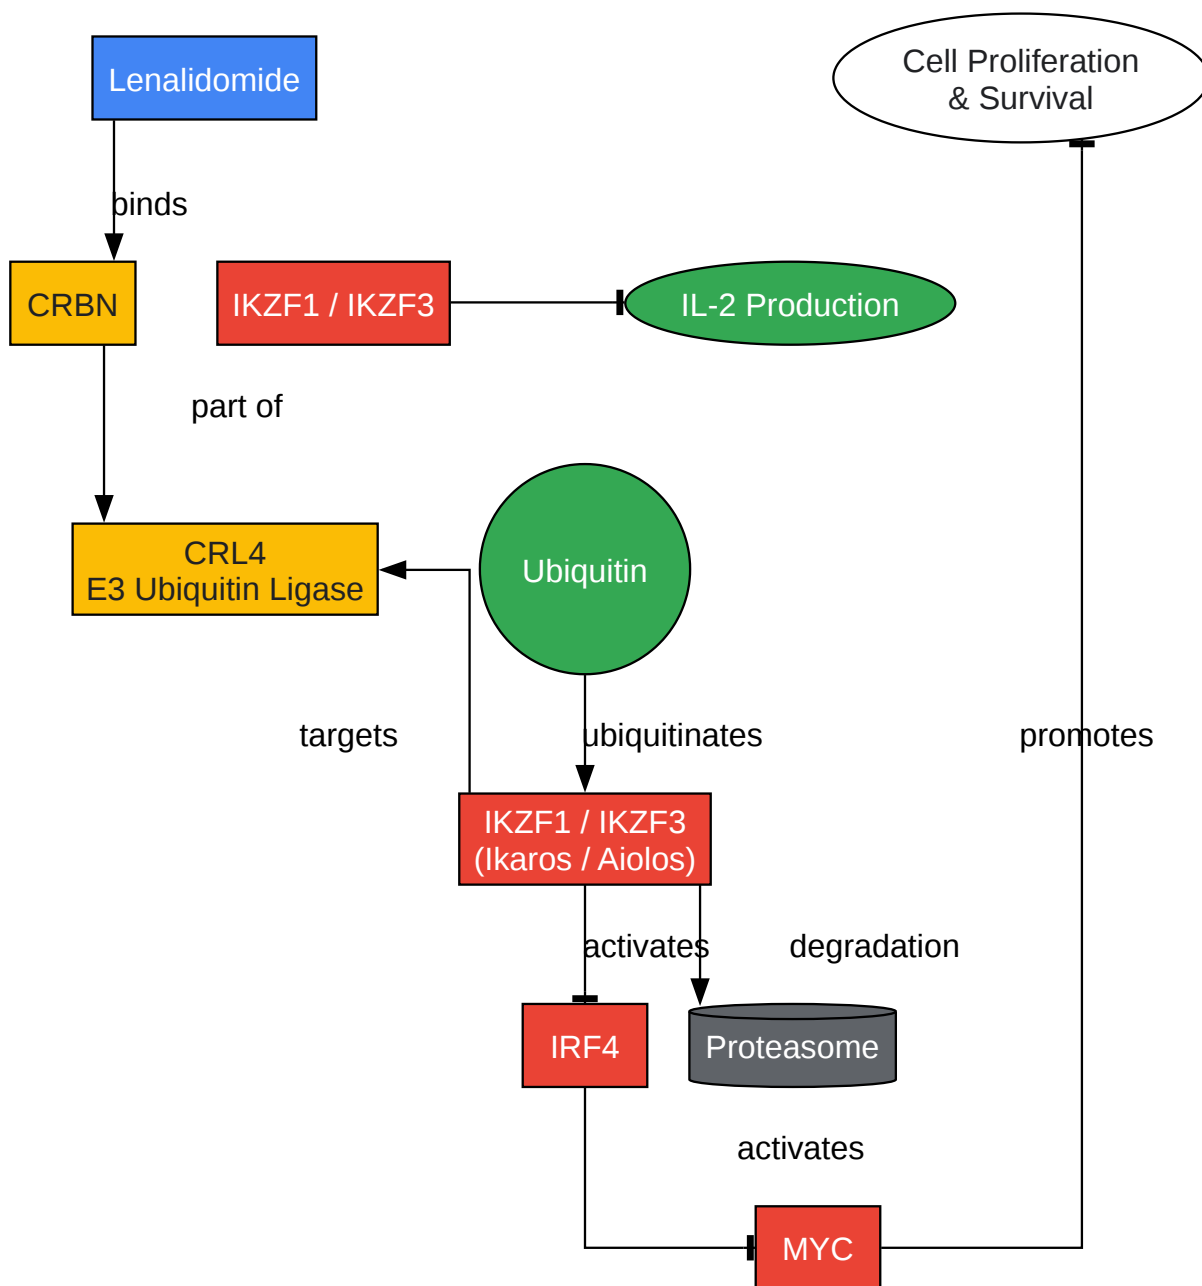 Lenalidomide
Cell Proliferation
& Survival
binds
CRBN
IKZF1 / IKZF3
IL-2 Production
part of
CRL4
E3 Ubiquitin Ligase
Ubiquitin
targets
ubiquitinates
promotes
IKZF1 / IKZF3
(Ikaros / Aiolos)
activates
degradation
IRF4
Proteasome
activates
MYC